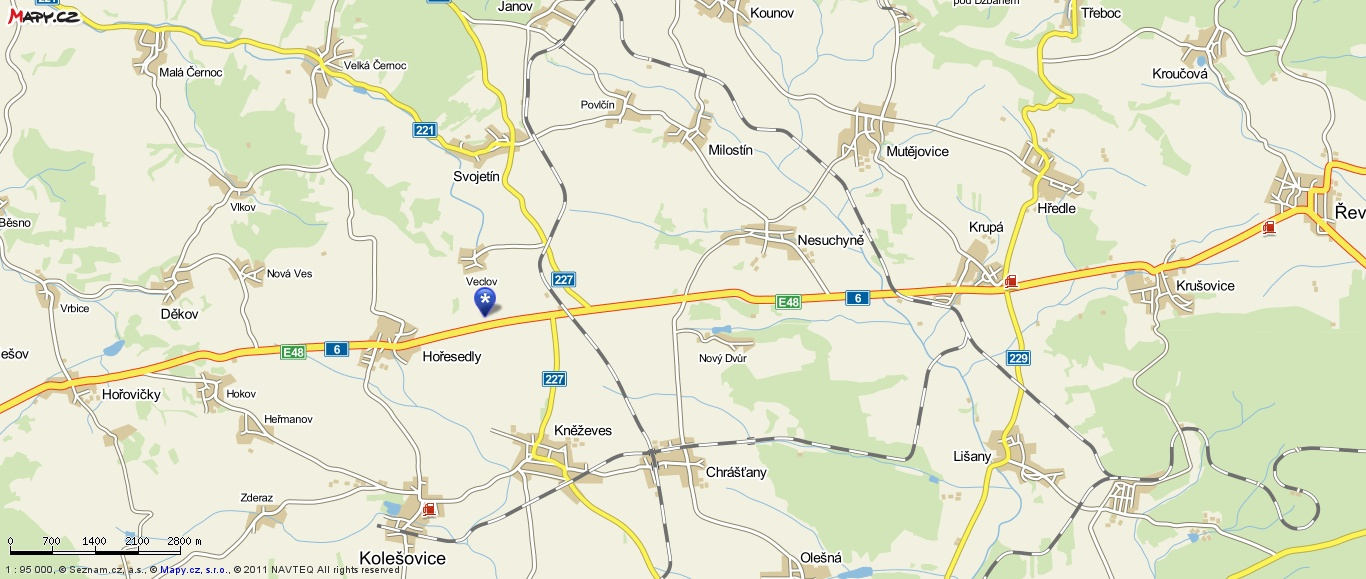 221
Janov
Kounov
pod Džbánem
Třeboc
MAPY.CZ
Malá Černoc
Velká Černoc
Kroučová
Povlčín
221
Milostín
Mutějovice
Svojetín
Vlkov
Hředle
Řev
Běsno
Krupá
Nesuchyně
Nová Ves
Veclov
227
Krušovice
Vrbice
Děkov
E48
6
*
ešov
E48
6
Hořesedly
Nový Dvůr
229
227
Hořovičky
Hokov
Heřmanov
Kněževes
Lišany
Chrášťany
Zderaz
Kolešovice
Olešná
0 700 1400 2100 2800 m
1 : 95 000, © Seznam.cz, a.s., © Mapy.cz, s.r.o., © 2011 NAVTEQ All rights reserved